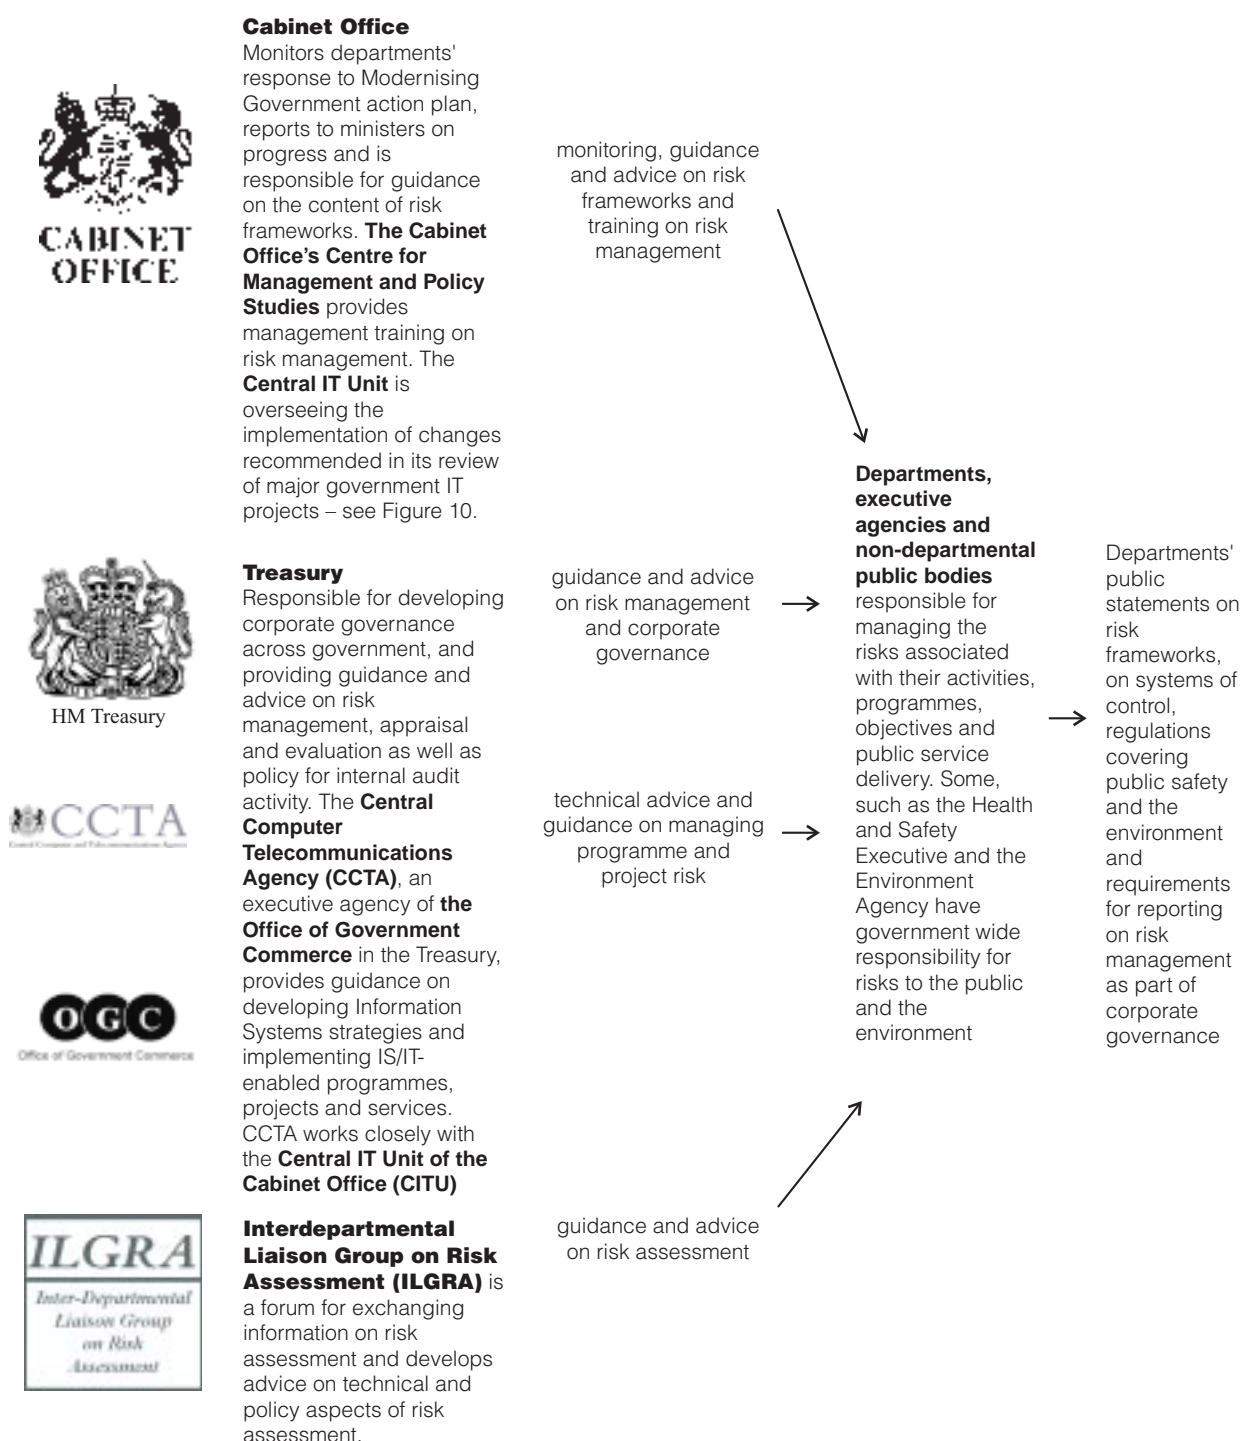 Cabinet Office
Monitors departments'
response to Modernising
Government action plan,
reports to ministers on
progress and is
responsible for guidance
on the content of risk
frameworks. The Cabinet
Office's Centre for
Management and Policy
Studies provides
management training on
risk management. The
Central IT Unit is
overseeing the
implementation of changes
recommended in its review
of major government IT
projects – see Figure 10.
CABINET
OFFICE
monitoring, guidance
and advice on risk
frameworks and
training on risk
management
HM Treasury
CCTA
Central Computer and Telecommunications Agency
OGC
Office of Government Commerce
Treasury
Responsible for developing
corporate governance
across government, and
providing guidance and
advice on risk
management, appraisal
and evaluation as well as
policy for internal audit
activity. The Central
Computer
Telecommunications
Agency (CCTA), an
executive agency of the
Office of Government
Commerce in the Treasury,
provides guidance on
developing Information
Systems strategies and
implementing IS/IT-
enabled programmes,
projects and services.
CCTA works closely with
the Central IT Unit of the
Cabinet Office (CITU)
guidance and advice
on risk management
and corporate
governance
technical advice and
guidance on managing
programme and
project risk
ILGRA
Inter-Departmental
Liaison Group
on Risk
Assessment
Interdepartmental
Liaison Group on Risk
Assessment (ILGRA) is
a forum for exchanging
information on risk
assessment and develops
advice on technical and
policy aspects of risk
assessment.
guidance and advice
on risk assessment
Departments,
executive
agencies and
non-departmental
public bodies
responsible for
managing the
risks associated
with their activities,
programmes,
objectives and
public service
delivery. Some,
such as the Health
and Safety
Executive and the
Environment
Agency have
government wide
responsibility for
risks to the public
and the
environment
Departments'
public
statements on
risk
frameworks,
on systems of
control,
regulations
covering
public safety
and the
environment
and
requirements
for reporting
on risk
management
as part of
corporate
governance